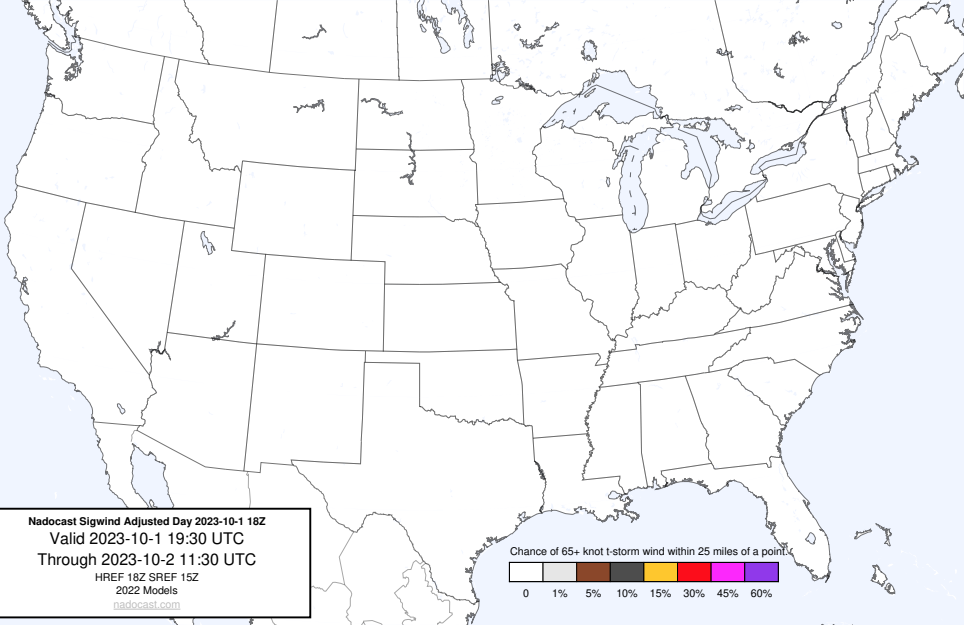 Nadocast Sigwind Adjusted Day 2023-10-1 18Z
Valid 2023-10-1 19:30 UTC
Through 2023-10-2 11:30 UTC
HREF 18Z SREF 15Z
2022 Models
nadocast.com
Chance of 65+ knot t-storm wind within 25 miles of a point.
0 1% 5% 10% 15% 30% 45% 60%